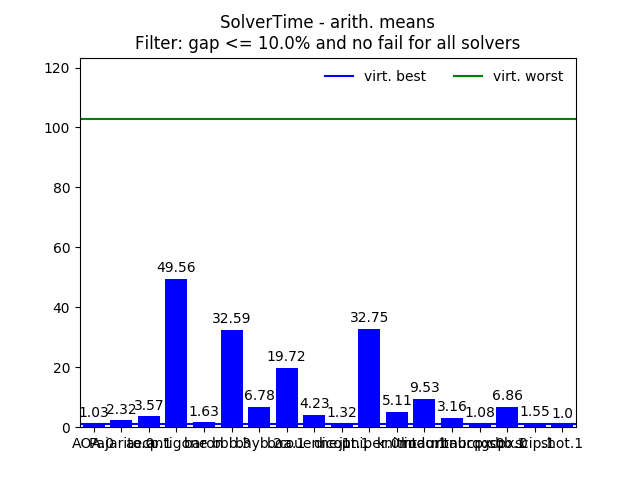 SolverTime - arith. means
Filter: gap <= 10.0% and no fail for all solvers
virt. best virt. worst
120
100
80
60
40
20
0
1.03 2.32 3.57 49.56 1.63 32.59 6.78 19.72 4.23 1.32 32.75 5.11 9.53 3.16 1.08 6.86 1.55 1.0
shot.1